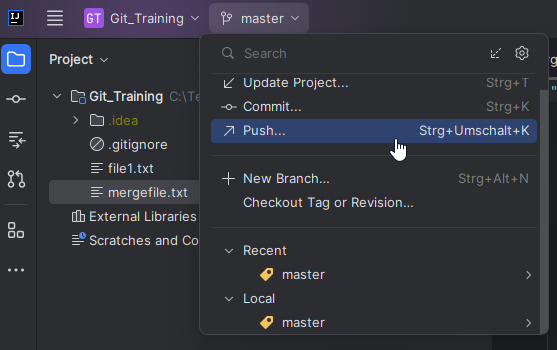 IJ
GT Git_Training
master
Project
Search
Update Project... Strg+T
Commit... Strg+K
Push... Strg+Umschalt+K
New Branch... Strg+Alt+N
Checkout Tag or Revision...
Recent
master
Local
master
Git_Training C:\Te
.idea
.gitignore
file1.txt
mergefile.txt
External Libraries
Scratches and Co